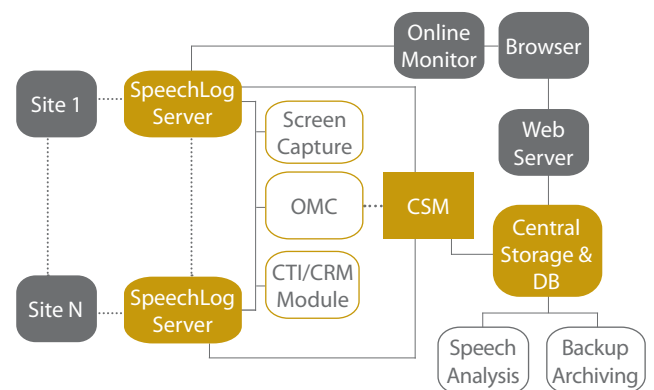 Online
Monitor
Browser
Site 1
SpeechLog
Server
Screen
Capture
Web
Server
OMC
CSM
Central
Storage &
DB
Site N
SpeechLog
Server
CTI/CRM
Module
Speech
Analysis
Backup
Archiving